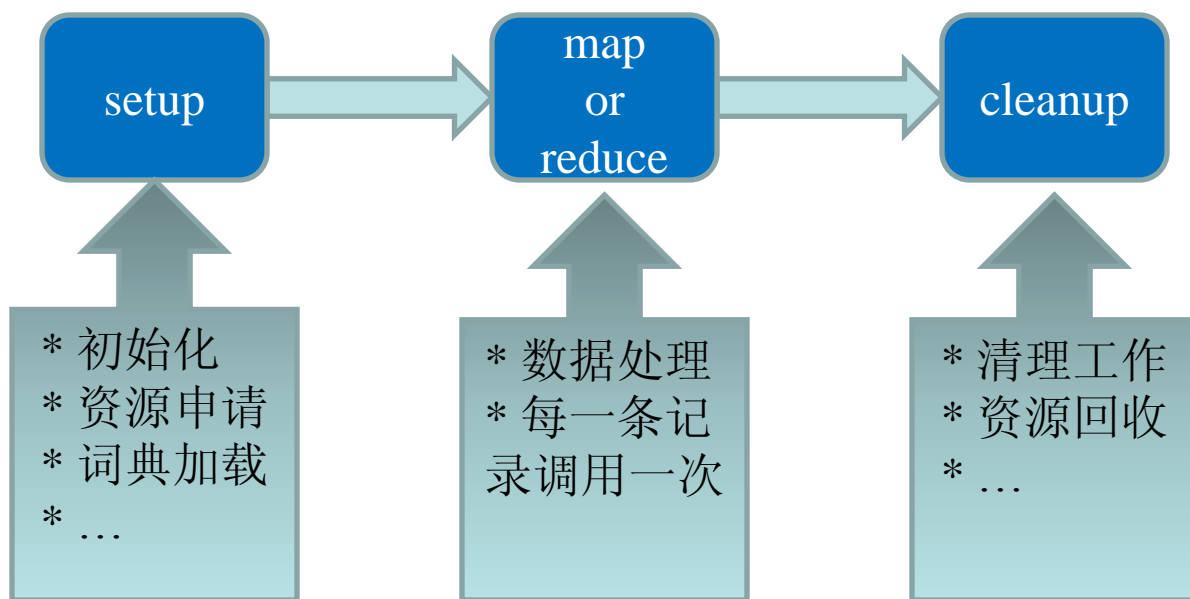 setup
map
or
reduce
cleanup
* 初始化
* 资源申请
* 词典加载
* …
* 数据处理
* 每一条记
录调用一次
* 清理工作
* 资源回收
* …